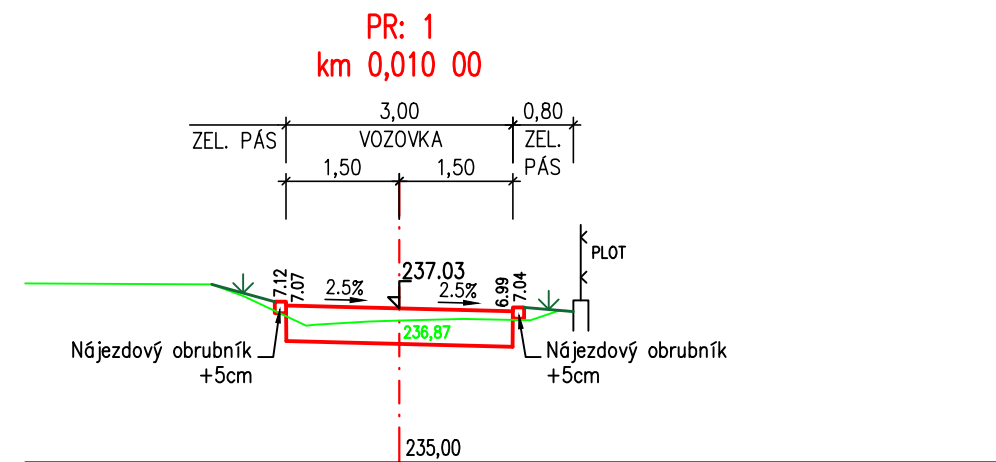 PR: 1
km 0,010 00
3,00
0,80
ZEL. PÁS
VOZOVKA
ZEL.
PÁS
1,50
1,50
PLOT
7.12
7.07
2.5%
237.03
2.5%
6.99
7.04
236,87
Nájezdový obrubník
+5cm
Nájezdový obrubník
+5cm
235,00